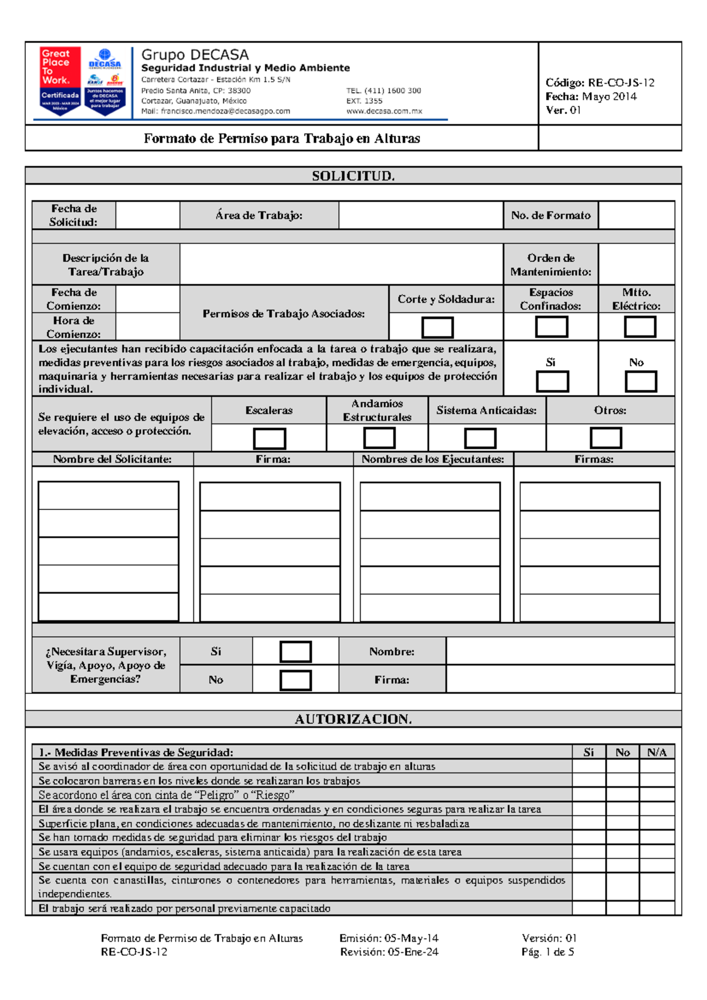 Great
Place
To
Work.
Certificada
MAR 2023 - MAR 2024
México
DECASA
Juntos hacemos
de DECASA
el mejor lugar
para trabajar
Grupo DECASA
Seguridad Industrial y Medio Ambiente
Carretera Cortazar - Estación Km 1.5 S/N
Predio Santa Anita, CP: 38300 TEL. (411) 1600 300
Cortazar, Guanajuato, México EXT. 1355
Mail: francisco.mendoza@decasagpo.com www.decasa.com.mx
Código: RE-CO-JS-12
Fecha: Mayo 2014
Ver. 01
Formato de Permiso para Trabajo en Alturas
SOLICITUD.
Fecha de
Solicitud:
Área de Trabajo:
No. de Formato
Descripción de la
Tarea/Trabajo
Orden de
Mantenimiento:
Fecha de
Comienzo:
Hora de
Comienzo:
Permisos de Trabajo Asociados:
Corte y Soldadura:
Espacios
Confinados:
Mtto.
Eléctrico:
Los ejecutantes han recibido capacitación enfocada a la tarea o trabajo que se realizara,
medidas preventivas para los riesgos asociados al trabajo, medidas de emergencia, equipos,
maquinaria y herramientas necesarias para realizar el trabajo y los equipos de protección
individual.
Si
No
Se requiere el uso de equipos de
elevación, acceso o protección.
Escaleras
Andamios
Estructurales
Sistema Anticaidas:
Otros:
Nombre del Solicitante: Firma: Nombres de los Ejecutantes: Firmas:
¿Necesitara Supervisor,
Vigía, Apoyo, Apoyo de
Emergencias?
Si
No
Nombre:
Firma:
AUTORIZACION.
1.- Medidas Preventivas de Seguridad: Si No N/A
Se avisó al coordinador de área con oportunidad de la solicitud de trabajo en alturas
Se colocaron barreras en los niveles donde se realizaran los trabajos
Se acordono el área con cinta de “Peligro” o “Riesgo”
El área donde se realizara el trabajo se encuentra ordenadas y en condiciones seguras para realizar la tarea
Superficie plana, en condiciones adecuadas de mantenimiento, no deslizante ni resbaladiza
Se han tomado medidas de seguridad para eliminar los riesgos del trabajo
Se usara equipos (andamios, escaleras, sistema anticaida) para la realización de esta tarea
Se cuentan con el equipo de seguridad adecuado para la realización de la tarea
Se cuenta con canastillas, cinturones o contenedores para herramientas, materiales o equipos suspendidos
independientes.
El trabajo será realizado por personal previamente capacitado
Formato de Permiso de Trabajo en Alturas Emisión: 05-May-14 Versión: 01
RE-CO-JS-12 Revisión: 05-Ene-24 Pág. 1 de 5